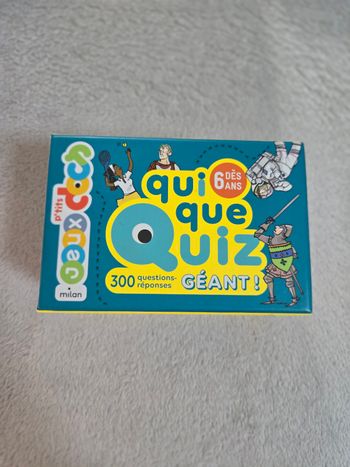 p'tits
jeux
docs
milan
qui
que
QUIZ
6 DÈS
ANS
300 questions-
réponses
GÉANT !